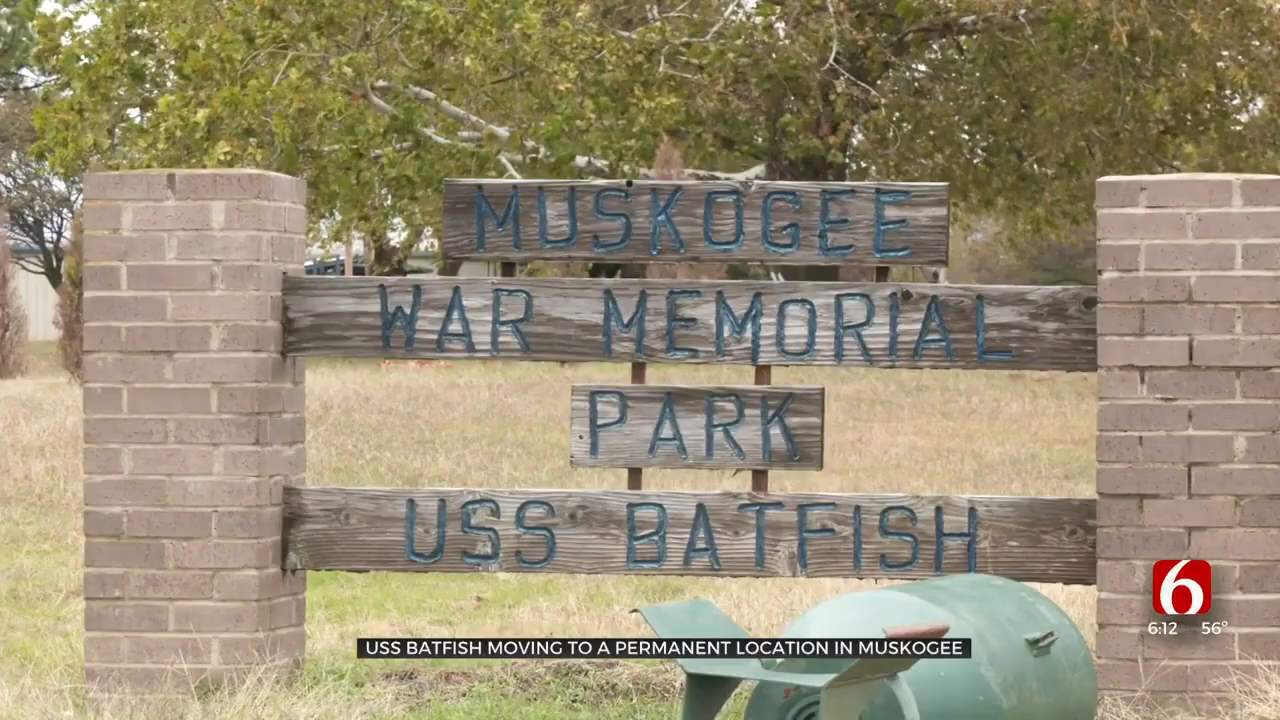 MUSKOGEE
WAR MEMORIAL
PARK
USS BATFISH
6
6:12 56°
USS BATFISH MOVING TO A PERMANENT LOCATION IN MUSKOGEE